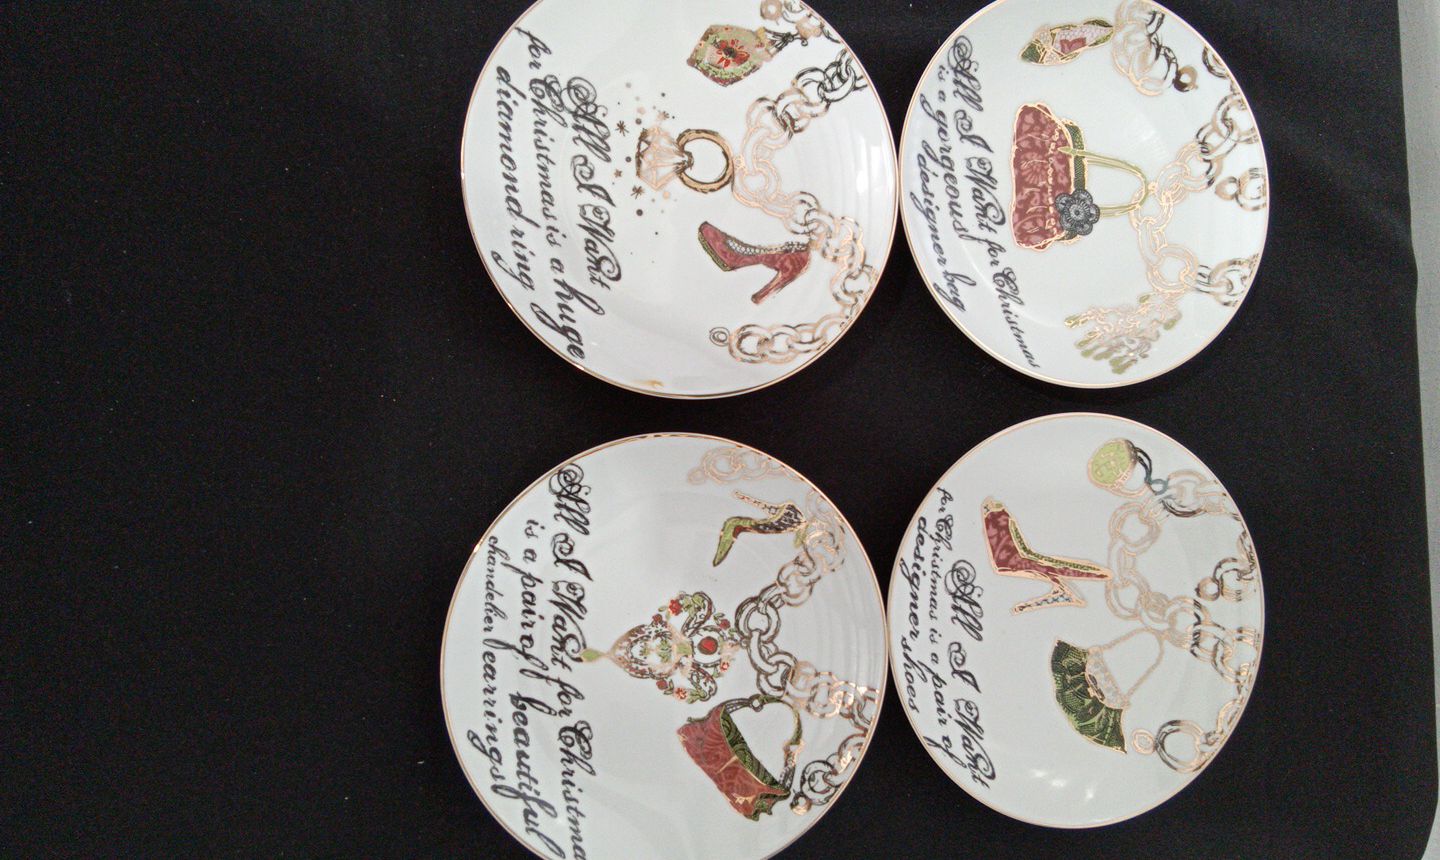 All I Want for Christmas
is a gorgeous
designer bag
All I Want
for Christmas is a pair of
designer shoes
All I Want
for Christmas is a huge
diamond ring
All I Want for Christma
is a pair of beautiful
chandelier earrings